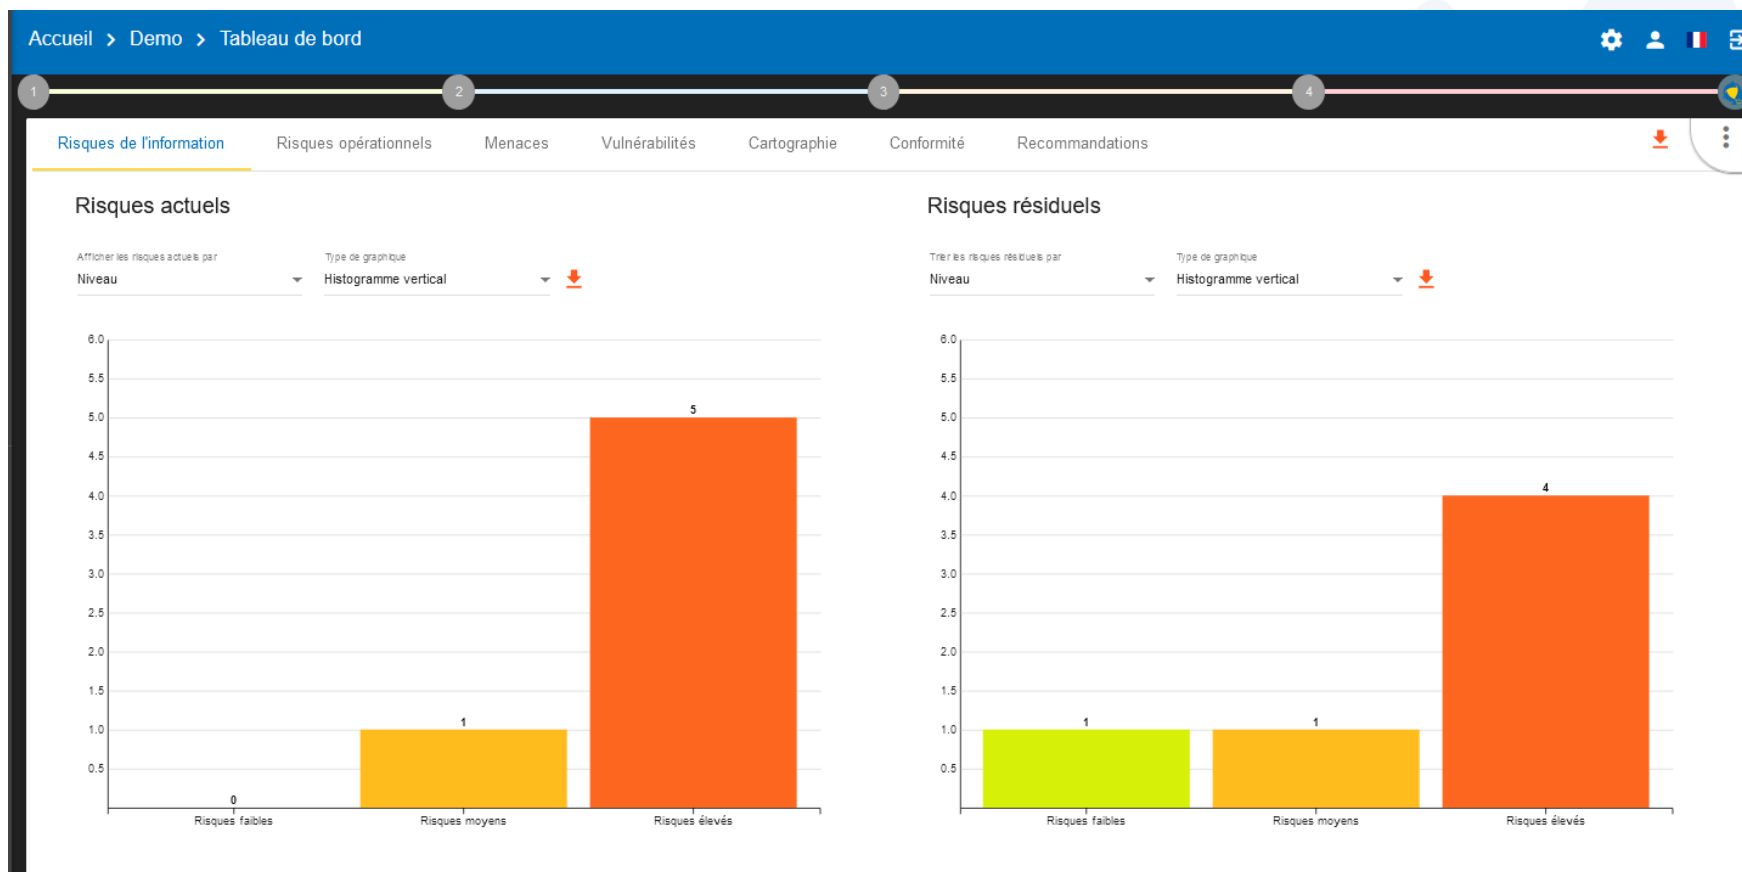 Accueil > Demo > Tableau de bord
1 2 3 4
Risques de l'information Risques opérationnels Menaces Vulnérabilités Cartographie Conformité Recommandations
Risques actuels
Afficher les risques actuels par Type de graphique
Niveau Histogramme vertical
6.0
5.5
5.0
4.5
4.0
3.5
3.0
2.5
2.0
1.5
1.0
0.5
0 1 5
Risques faibles Risques moyens Risques élevés
Risques résiduels
Trier les risques résiduels par Type de graphique
Niveau Histogramme vertical
6.0
5.5
5.0
4.5
4.0
3.5
3.0
2.5
2.0
1.5
1.0
0.5
1 1 4
Risques faibles Risques moyens Risques élevés